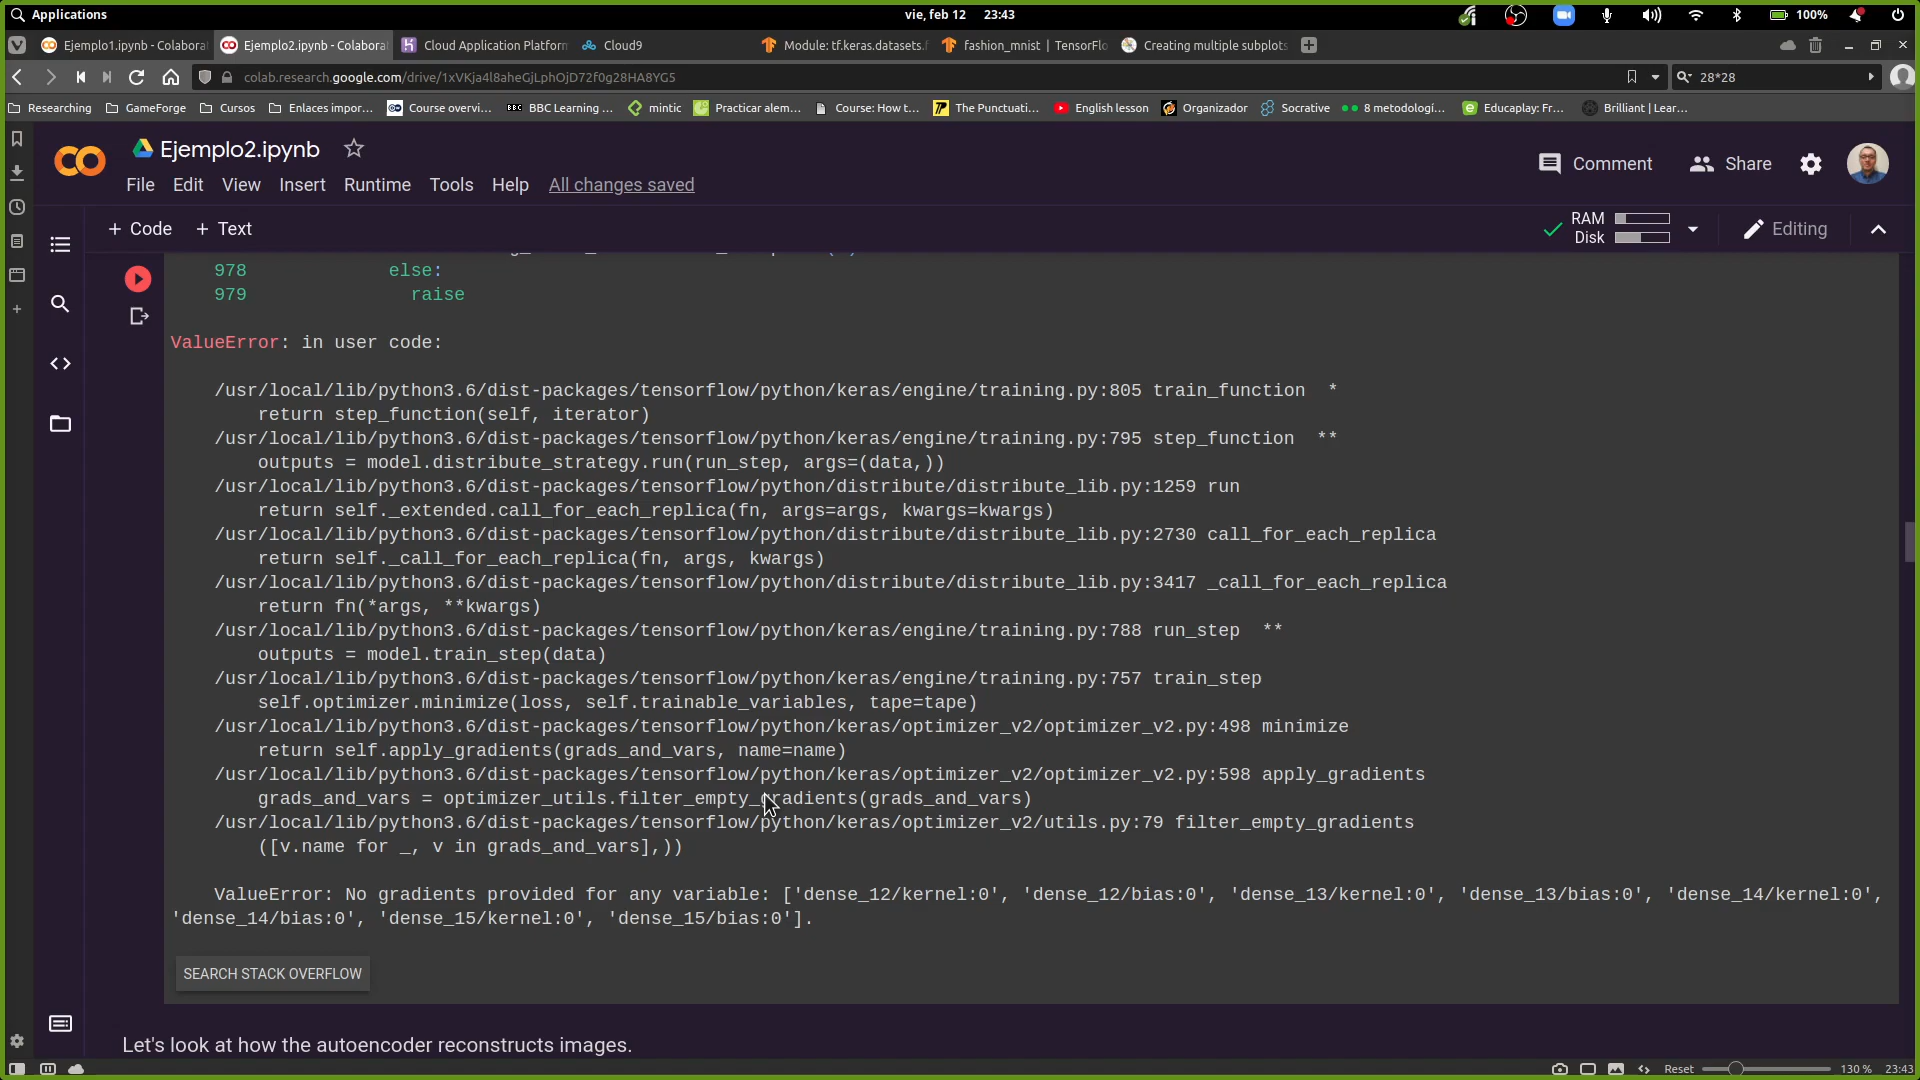 Applications
vie, feb 12 23:43
100%
Ejemplo1.ipynb - Colabora
Ejemplo2.ipynb - Colabora
Cloud Application Platform
Cloud9
Module: tf.keras.datasets.f
fashion_mnist | TensorFlo
Creating multiple subplots
colab.research.google.com/drive/1xVKja4l8aheGjLphOjD72f0g28HA8YG5
28*28
Researching
GameForge
Cursos
Enlaces impor...
Course overvi...
BBC Learning ...
mintic
Practicar alem...
Course: How t...
The Punctuati...
English lesson
Organizador
Socrative
8 metodologí...
Educaplay: Fr...
Brilliant | Lear...
Ejemplo2.ipynb
Comment
Share
File Edit View Insert Runtime Tools Help All changes saved
+ Code + Text
RAM
Disk
Editing
978 else:
979 raise
ValueError: in user code:
/usr/local/lib/python3.6/dist-packages/tensorflow/python/keras/engine/training.py:805 train_function *
return step_function(self, iterator)
/usr/local/lib/python3.6/dist-packages/tensorflow/python/keras/engine/training.py:795 step_function **
outputs = model.distribute_strategy.run(run_step, args=(data,))
/usr/local/lib/python3.6/dist-packages/tensorflow/python/distribute/distribute_lib.py:1259 run
return self._extended.call_for_each_replica(fn, args=args, kwargs=kwargs)
/usr/local/lib/python3.6/dist-packages/tensorflow/python/distribute/distribute_lib.py:2730 call_for_each_replica
return self._call_for_each_replica(fn, args, kwargs)
/usr/local/lib/python3.6/dist-packages/tensorflow/python/distribute/distribute_lib.py:3417 _call_for_each_replica
return fn(*args, **kwargs)
/usr/local/lib/python3.6/dist-packages/tensorflow/python/keras/engine/training.py:788 run_step **
outputs = model.train_step(data)
/usr/local/lib/python3.6/dist-packages/tensorflow/python/keras/engine/training.py:757 train_step
self.optimizer.minimize(loss, self.trainable_variables, tape=tape)
/usr/local/lib/python3.6/dist-packages/tensorflow/python/keras/optimizer_v2/optimizer_v2.py:498 minimize
return self.apply_gradients(grads_and_vars, name=name)
/usr/local/lib/python3.6/dist-packages/tensorflow/python/keras/optimizer_v2/optimizer_v2.py:598 apply_gradients
grads_and_vars = optimizer_utils.filter_empty_gradients(grads_and_vars)
/usr/local/lib/python3.6/dist-packages/tensorflow/python/keras/optimizer_v2/utils.py:79 filter_empty_gradients
([v.name for _, v in grads_and_vars],))
ValueError: No gradients provided for any variable: ['dense_12/kernel:0', 'dense_12/bias:0', 'dense_13/kernel:0', 'dense_13/bias:0', 'dense_14/kernel:0',
'dense_14/bias:0', 'dense_15/kernel:0', 'dense_15/bias:0'].
SEARCH STACK OVERFLOW
Let's look at how the autoencoder reconstructs images.
Reset 130 % 23:43